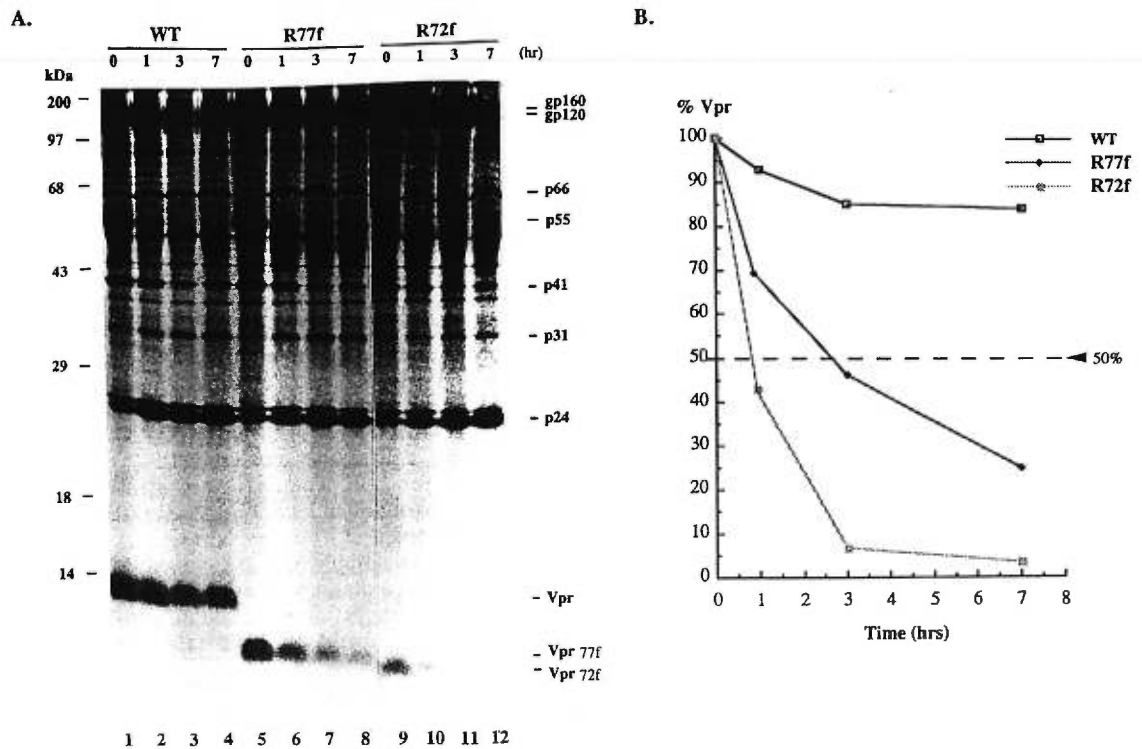 A.
WT R77f R72f
0 1 3 7 0 1 3 7 0 1 3 7 (hr)
kDa
200
97
68
43
29
18
14
gp160
gp120
p66
p55
p41
p31
p24
Vpr
Vpr 77f
Vpr 72f
1 2 3 4 5 6 7 8 9 10 11 12
B.
% Vpr
100
90
80
70
60
50
40
30
20
10
0
WT
R77f
R72f
50%
0 1 2 3 4 5 6 7 8
Time (hrs)